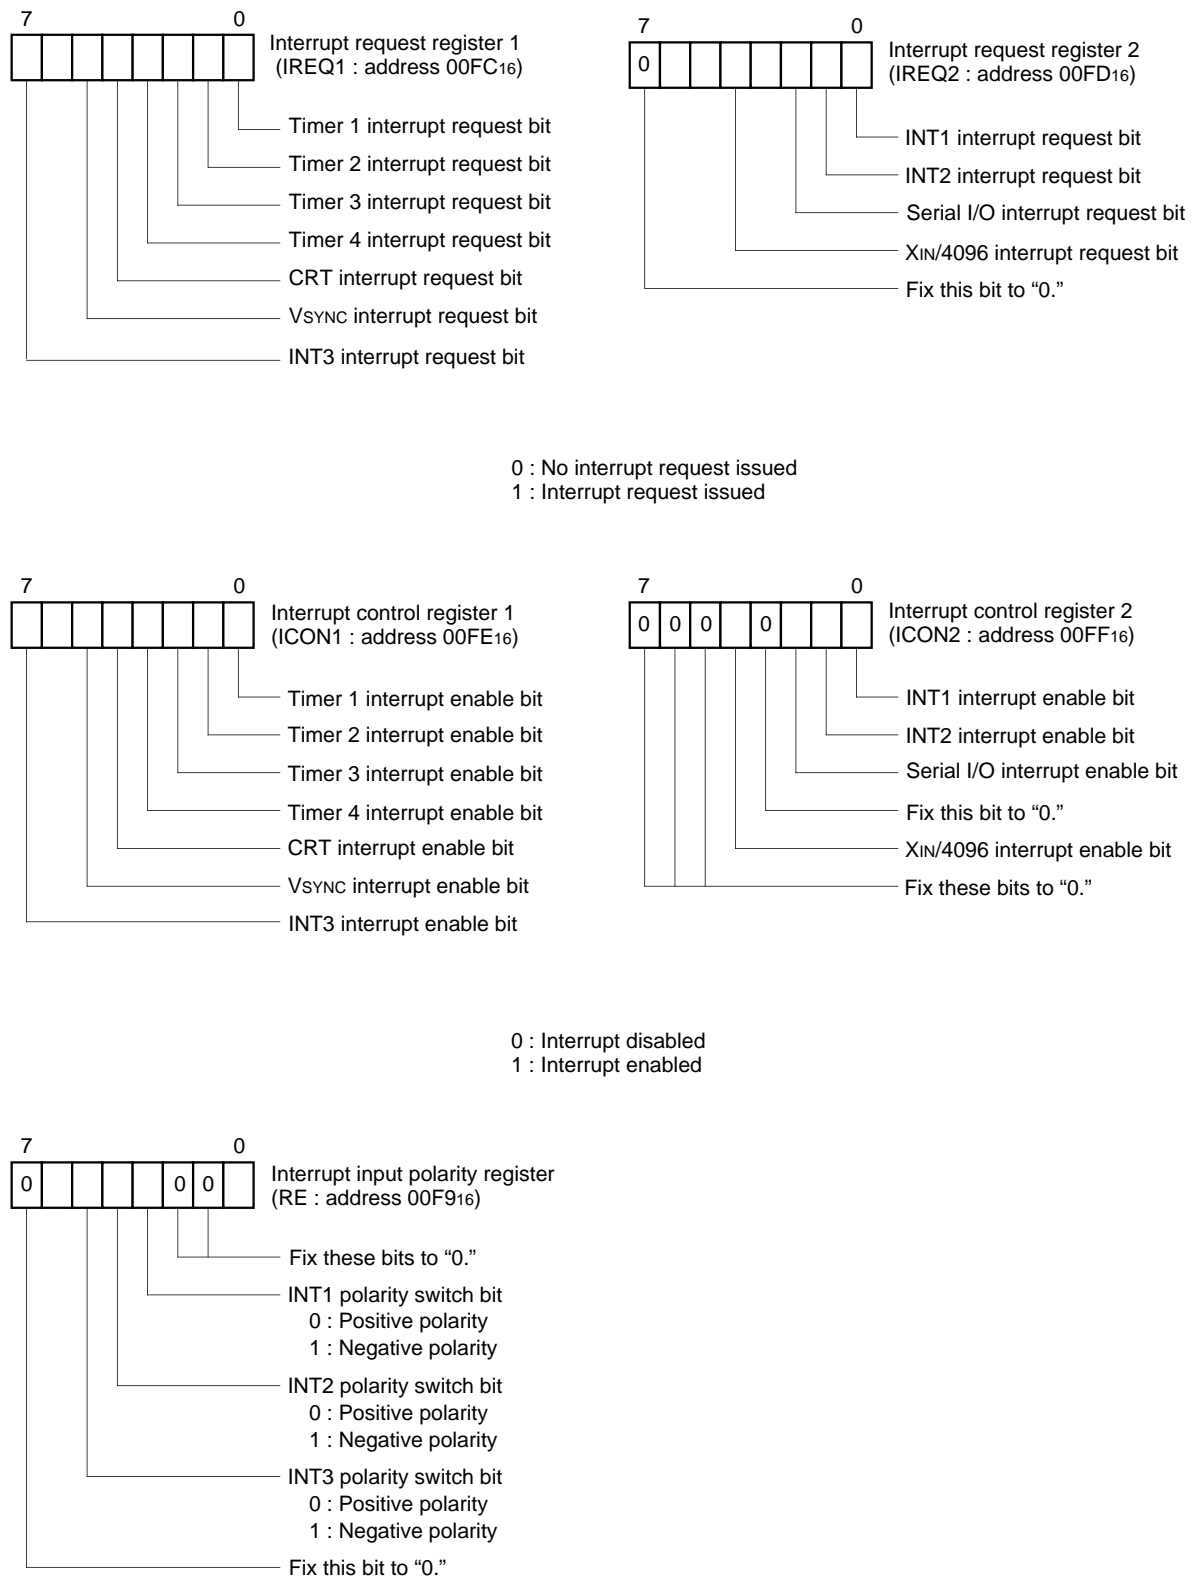 7 0
Interrupt request register 1
(IREQ1 : address 00FC16)
Timer 1 interrupt request bit
Timer 2 interrupt request bit
Timer 3 interrupt request bit
Timer 4 interrupt request bit
CRT interrupt request bit
VSYNC interrupt request bit
INT3 interrupt request bit
7 0
0
Interrupt request register 2
(IREQ2 : address 00FD16)
INT1 interrupt request bit
INT2 interrupt request bit
Serial I/O interrupt request bit
XIN/4096 interrupt request bit
Fix this bit to “0.”
0 : No interrupt request issued
1 : Interrupt request issued
7 0
Interrupt control register 1
(ICON1 : address 00FE16)
Timer 1 interrupt enable bit
Timer 2 interrupt enable bit
Timer 3 interrupt enable bit
Timer 4 interrupt enable bit
CRT interrupt enable bit
VSYNC interrupt enable bit
INT3 interrupt enable bit
7 0
0 0 0 0
Interrupt control register 2
(ICON2 : address 00FF16)
INT1 interrupt enable bit
INT2 interrupt enable bit
Serial I/O interrupt enable bit
Fix this bit to “0.”
XIN/4096 interrupt enable bit
Fix these bits to “0.”
0 : Interrupt disabled
1 : Interrupt enabled
7 0
0 0 0
Interrupt input polarity register
(RE : address 00F916)
Fix these bits to “0.”
INT1 polarity switch bit
0 : Positive polarity
1 : Negative polarity
INT2 polarity switch bit
0 : Positive polarity
1 : Negative polarity
INT3 polarity switch bit
0 : Positive polarity
1 : Negative polarity
Fix this bit to “0.”